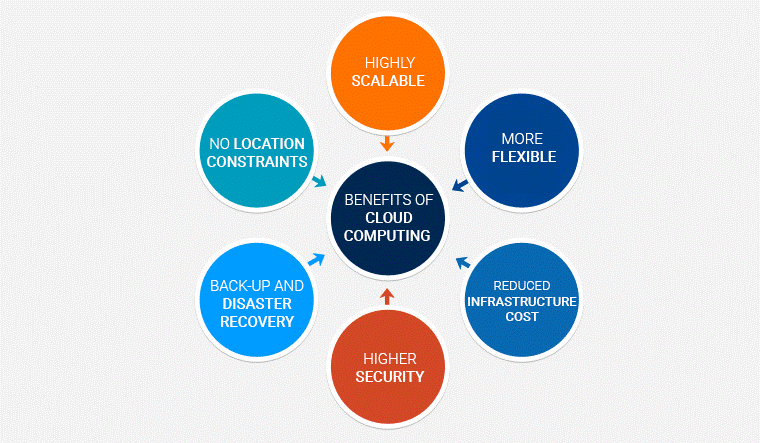 HIGHLY
SCALABLE
NO LOCATION
CONSTRAINTS
MORE
FLEXIBLE
BENEFITS OF
CLOUD
COMPUTING
BACK-UP AND
DISASTER
RECOVERY
REDUCED
INFRASTRUCTURE
COST
HIGHER
SECURITY